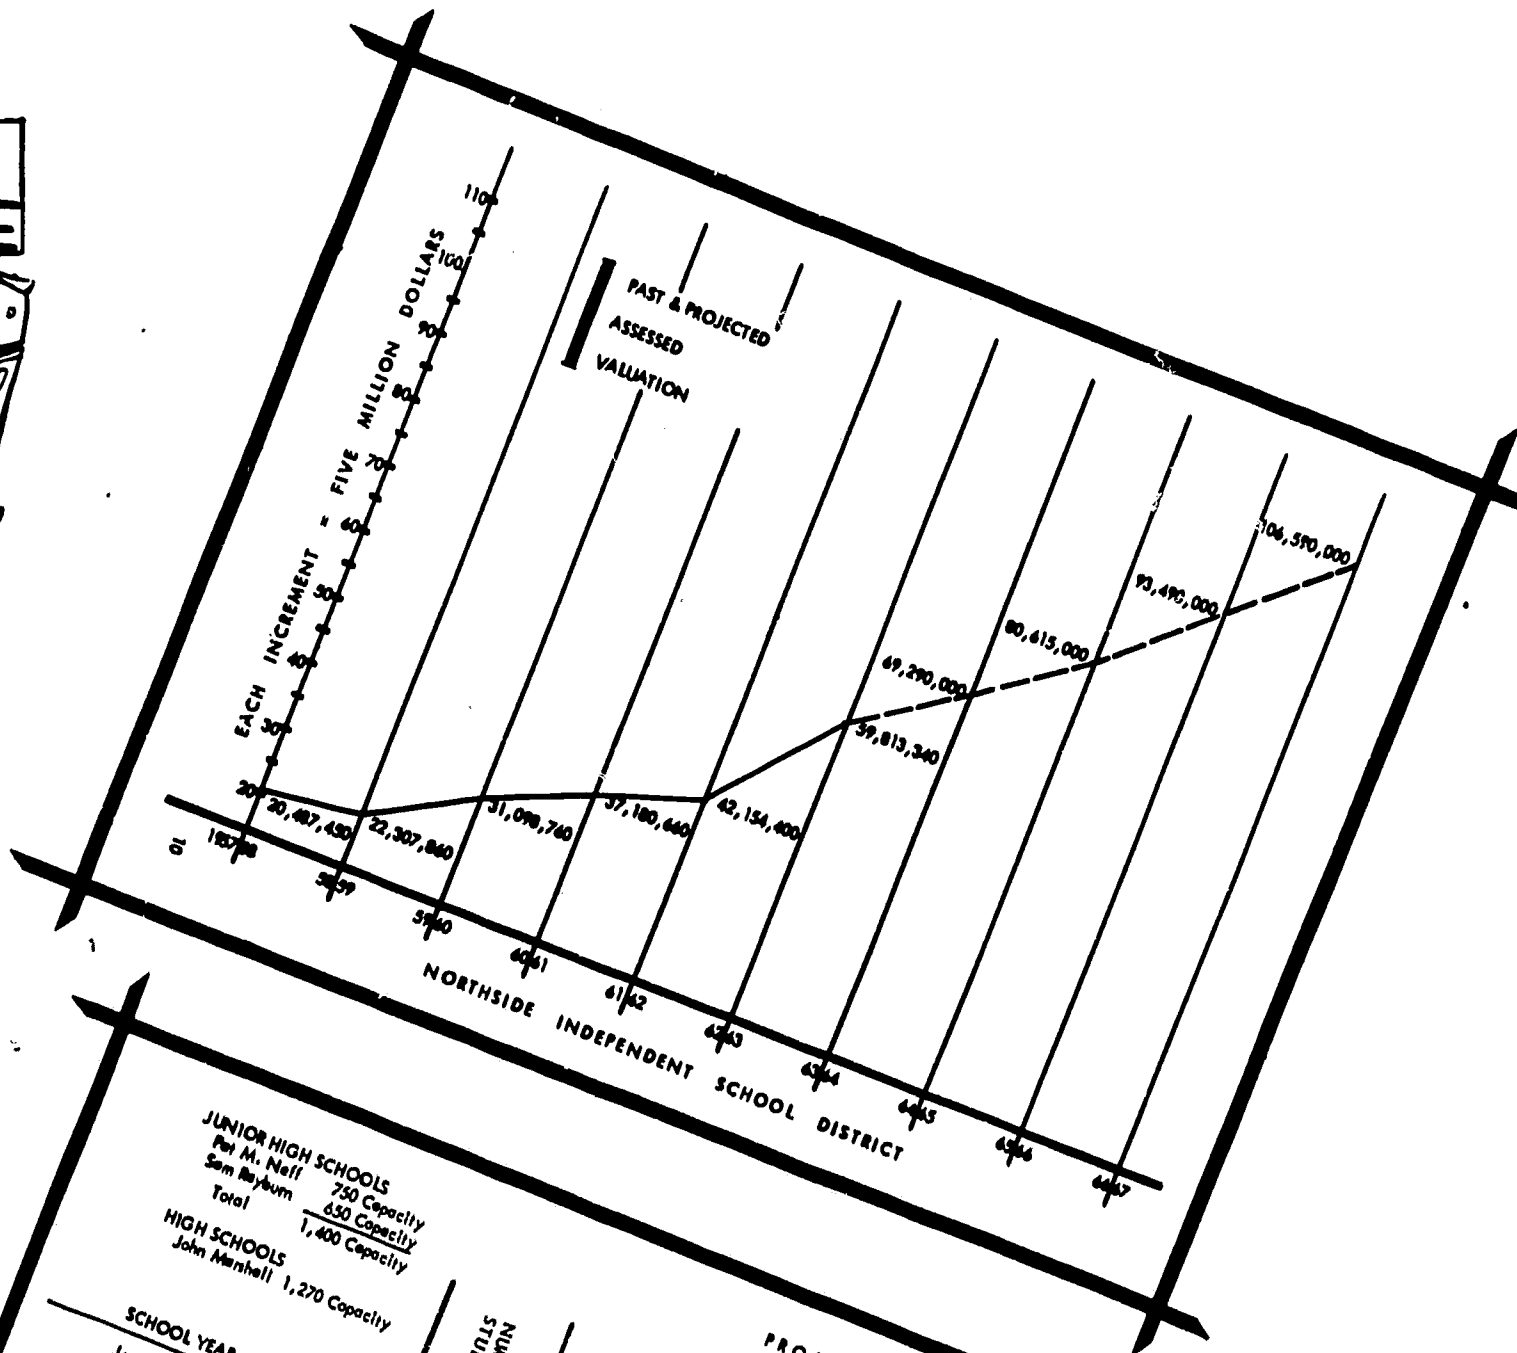 110
100
90
80
70
60
50
40
30
20
EACH INCREMENT = FIVE MILLION DOLLARS
PAST & PROJECTED
ASSESSED
VALUATION
20,487,450
22,307,860
31,098,760
37,180,660
42,154,400
59,813,340
69,290,000
80,615,000
93,490,000
106,590,000
1957-58
58-59
59-60
60-61
61-62
62-63
63-64
64-65
65-66
66-67
10
NORTHSIDE INDEPENDENT SCHOOL DISTRICT
JUNIOR HIGH SCHOOLS
Pat M. Neff 750 Capacity
Sam Rayburn 650 Capacity
Total 1,400 Capacity
HIGH SCHOOLS
John Marshall 1,270 Capacity
SCHOOL YEAR